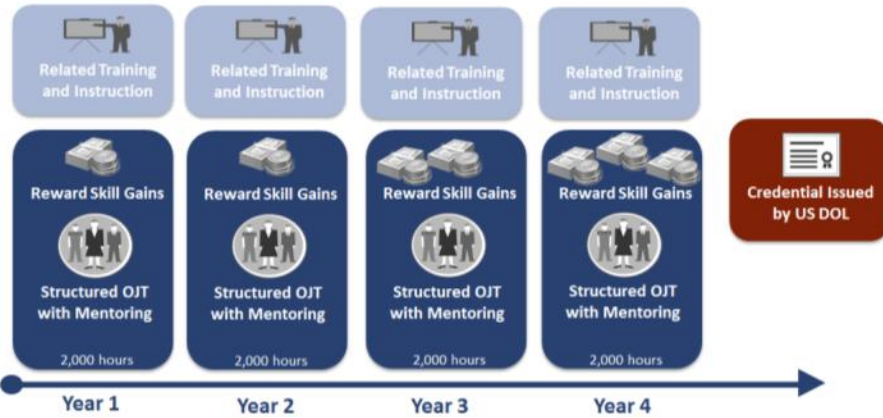 Related Training
and Instruction
Related Training
and Instruction
Related Training
and Instruction
Related Training
and Instruction
Reward Skill Gains
Structured OJT
with Mentoring
2,000 hours
Reward Skill Gains
Structured OJT
with Mentoring
2,000 hours
Reward Skill Gains
Structured OJT
with Mentoring
2,000 hours
Reward Skill Gains
Structured OJT
with Mentoring
2,000 hours
Credential Issued
by US DOL
Year 1
Year 2
Year 3
Year 4